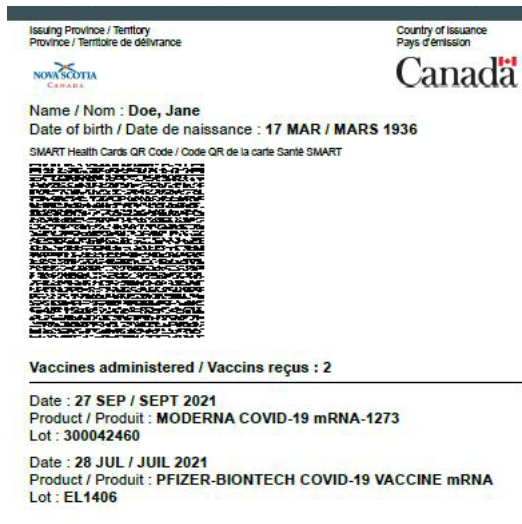 Issuing Province / Territory
Province / Territoire de délivrance
Country of Issuance
Pays d'émission
NOVA SCOTIA
CANADA
Canada
Name / Nom : Doe, Jane
Date of birth / Date de naissance : 17 MAR / MARS 1936
SMART Health Cards QR Code / Code QR de la carte Santé SMART
Vaccines administered / Vaccins reçus : 2
Date : 27 SEP / SEPT 2021
Product / Produit : MODERNA COVID-19 mRNA-1273
Lot : 300042460
Date : 28 JUL / JUIL 2021
Product / Produit : PFIZER-BIONTECH COVID-19 VACCINE mRNA
Lot : EL1406